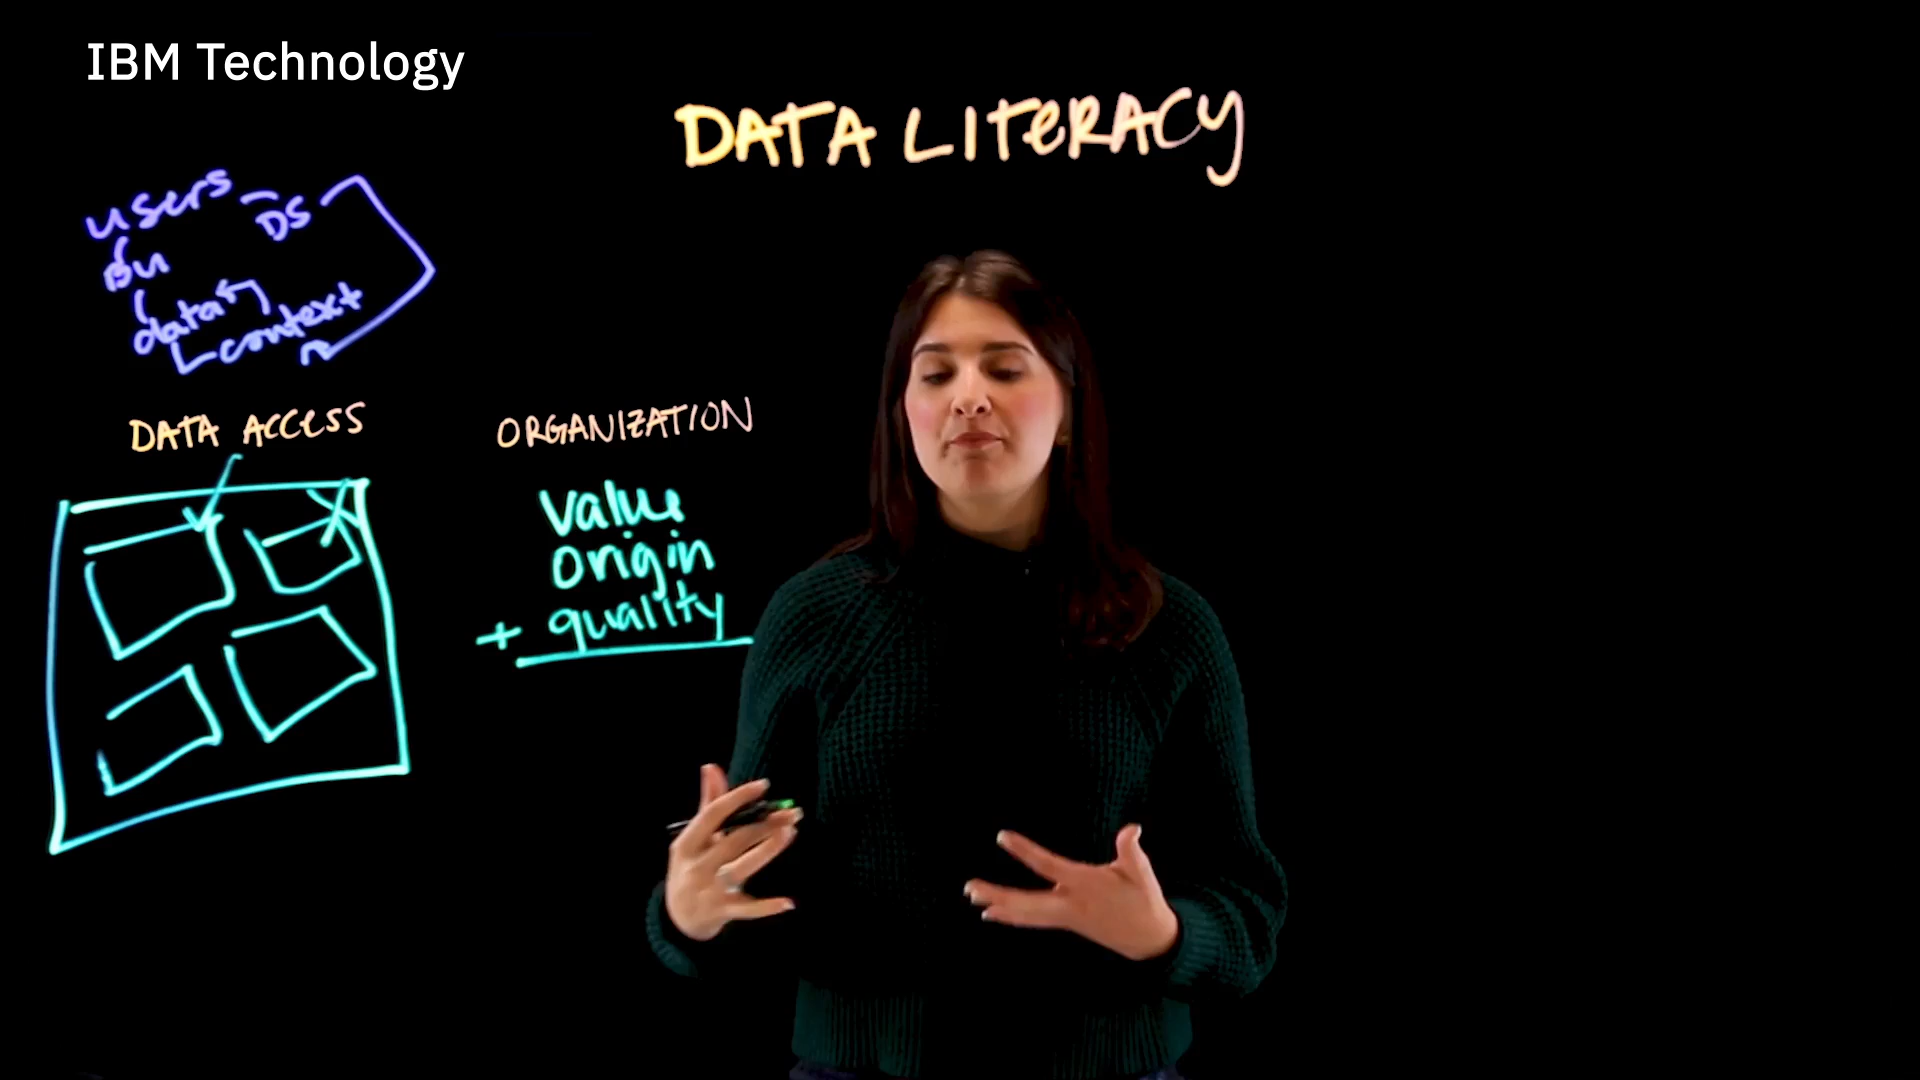 IBM Technology
DATA LITERACY
users DS
BU
data
context
DATA ACCESS
ORGANIZATION
value
origin
+ quality